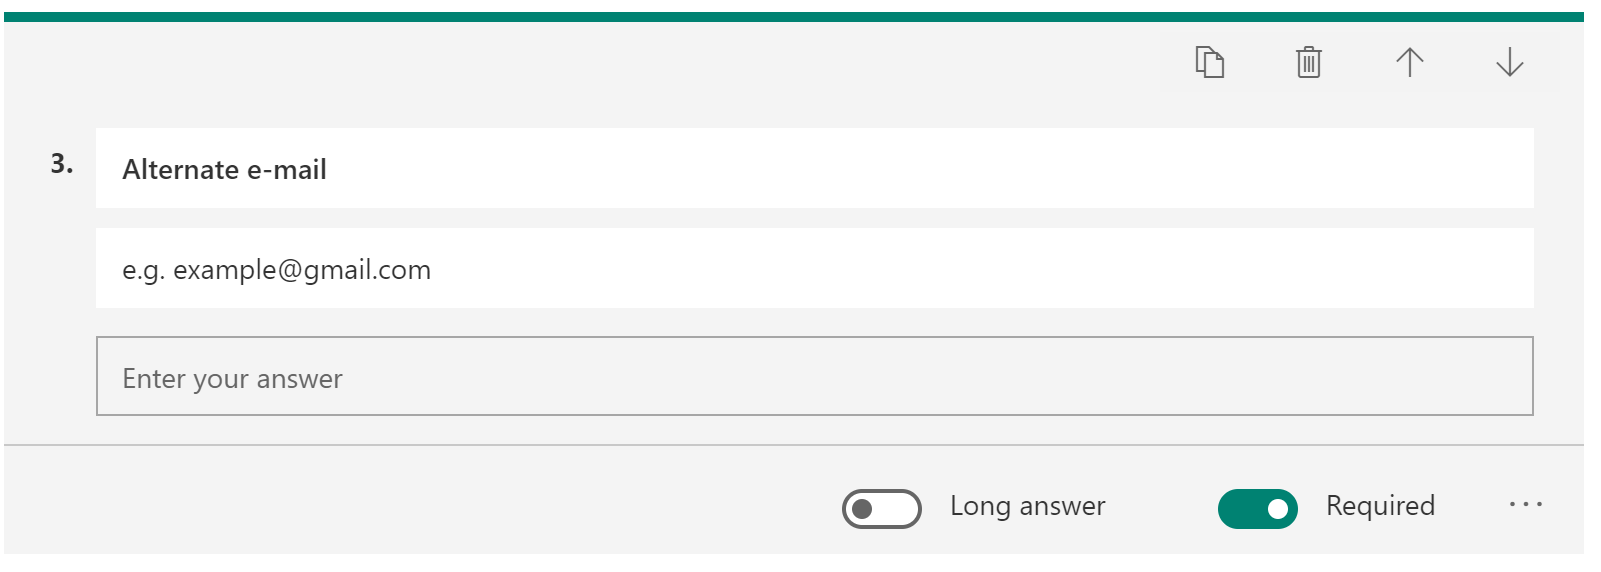 3.
Alternate e-mail
e.g. example@gmail.com
Enter your answer
Long answer
Required